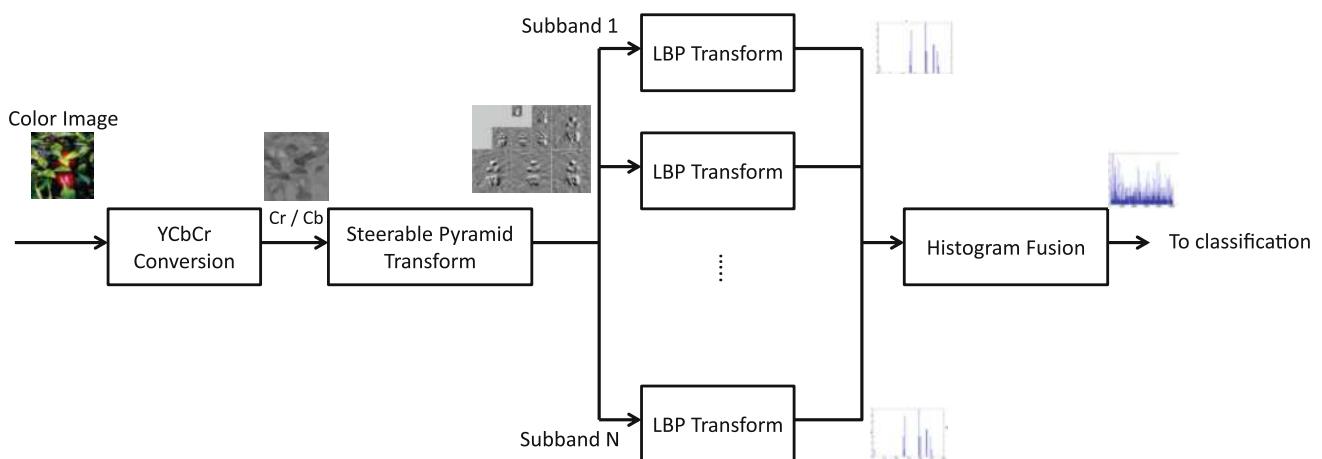 Color Image
YCbCr
Conversion
Cr / Cb
Steerable Pyramid
Transform
Subband 1
LBP Transform
LBP Transform
Subband N
LBP Transform
Histogram Fusion
To classification